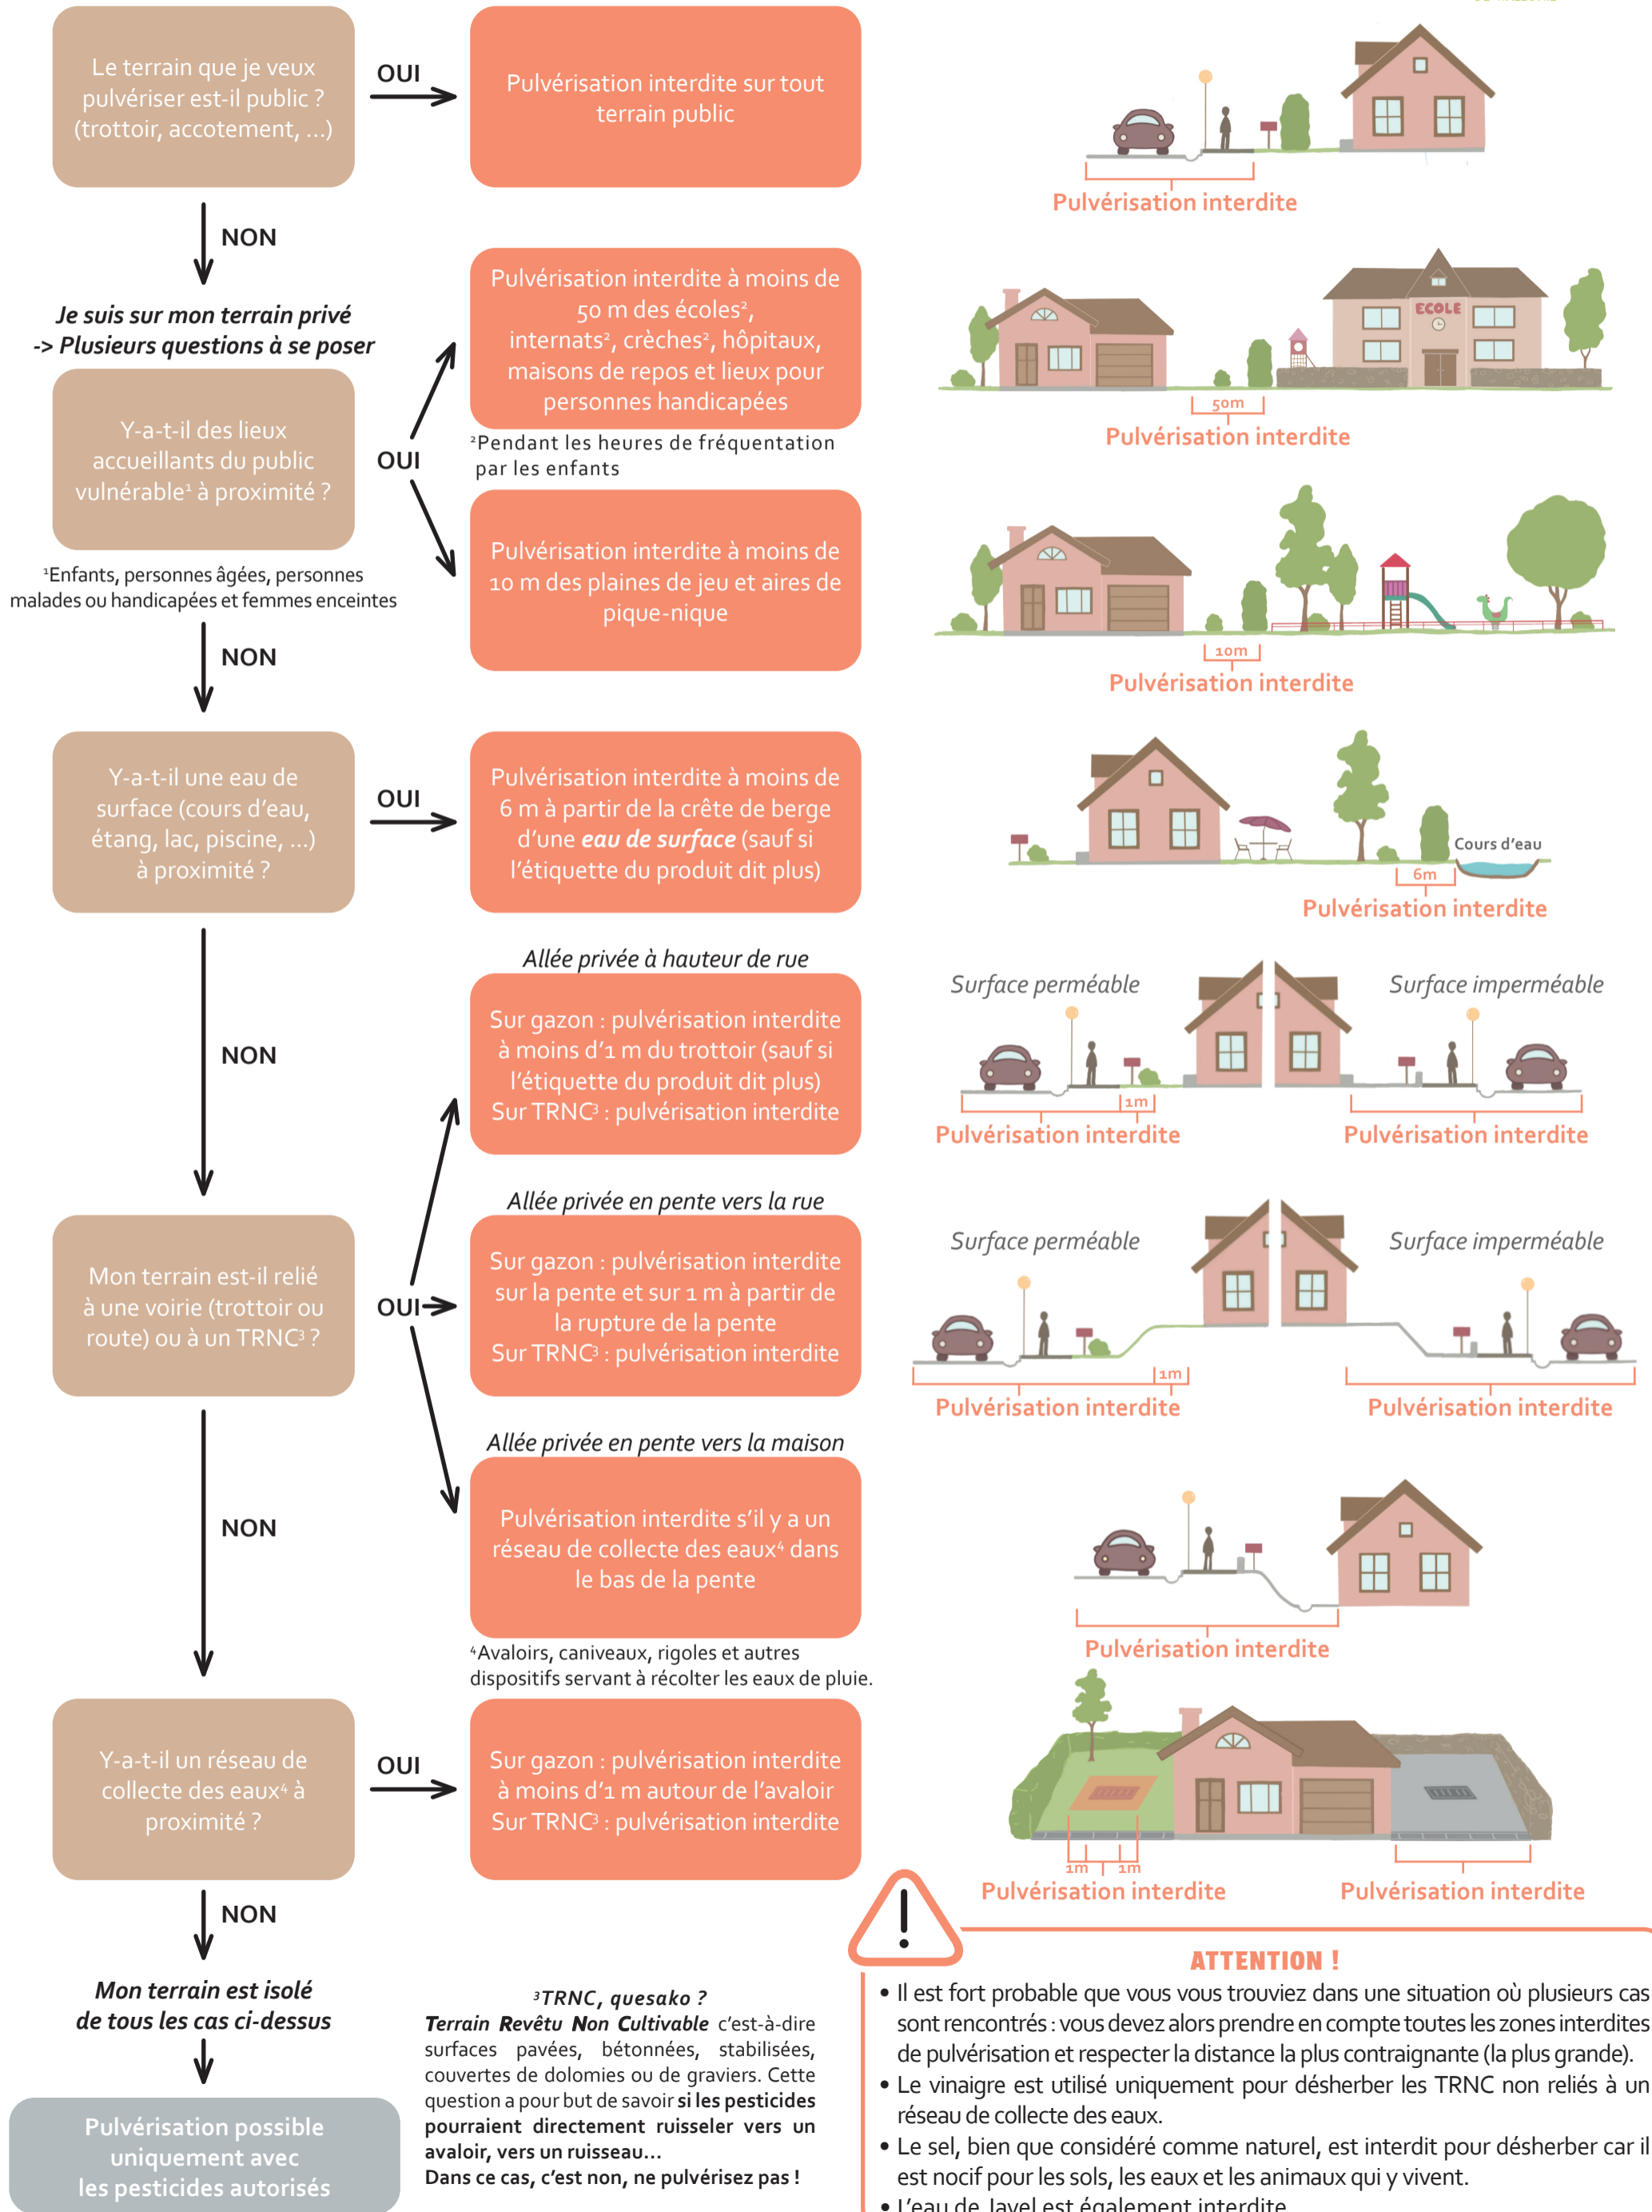 Le terrain que je veux
pulvériser est-il public ?
(trottoir, accotement, ...)
OUI
Pulvérisation interdite sur tout
terrain public
Pulvérisation interdite
NON
Je suis sur mon terrain privé
-> Plusieurs questions à se poser
Y-a-t-il des lieux
accueillants du public
vulnérable¹ à proximité ?
¹Enfants, personnes âgées, personnes
malades ou handicapées et femmes enceintes
OUI
Pulvérisation interdite à moins de
50 m des écoles²,
internats², crèches², hôpitaux,
maisons de repos et lieux pour
personnes handicapées
²Pendant les heures de fréquentation
par les enfants
ECOLE
50m
Pulvérisation interdite
Pulvérisation interdite à moins de
10 m des plaines de jeu et aires de
pique-nique
10m
Pulvérisation interdite
NON
Y-a-t-il une eau de
surface (cours d'eau,
étang, lac, piscine, ...)
à proximité ?
OUI
Pulvérisation interdite à moins de
6 m à partir de la crête de berge
d'une eau de surface (sauf si
l'étiquette du produit dit plus)
Cours d'eau
6m
Pulvérisation interdite
NON
Mon terrain est-il relié
à une voirie (trottoir ou
route) ou à un TRNC³ ?
OUI
Allée privée à hauteur de rue
Sur gazon : pulvérisation interdite
à moins d'1 m du trottoir (sauf si
l'étiquette du produit dit plus)
Sur TRNC³ : pulvérisation interdite
Surface perméable
Surface imperméable
1m
Pulvérisation interdite
Pulvérisation interdite
Allée privée en pente vers la rue
Sur gazon : pulvérisation interdite
sur la pente et sur 1 m à partir de
la rupture de la pente
Sur TRNC³ : pulvérisation interdite
Surface perméable
Surface imperméable
1m
Pulvérisation interdite
Pulvérisation interdite
Allée privée en pente vers la maison
Pulvérisation interdite s'il y a un
réseau de collecte des eaux⁴ dans
le bas de la pente
⁴Avaloirs, caniveaux, rigoles et autres
dispositifs servant à récolter les eaux de pluie.
Pulvérisation interdite
NON
Y-a-t-il un réseau de
collecte des eaux⁴ à
proximité ?
OUI
Sur gazon : pulvérisation interdite
à moins d'1 m autour de l'avaloir
Sur TRNC³ : pulvérisation interdite
1m
1m
Pulvérisation interdite
Pulvérisation interdite
NON
Mon terrain est isolé
de tous les cas ci-dessus
Pulvérisation possible
uniquement avec
les pesticides autorisés
³TRNC, quesako ?
Terrain Revêtu Non Cultivable c'est-à-dire
surfaces pavées, bétonnées, stabilisées,
couvertes de dolomies ou de graviers. Cette
question a pour but de savoir si les pesticides
pourraient directement ruisseler vers un
avaloir, vers un ruisseau...
Dans ce cas, c'est non, ne pulvérisez pas !
ATTENTION !
• Il est fort probable que vous vous trouviez dans une situation où plusieurs cas
sont rencontrés : vous devez alors prendre en compte toutes les zones interdites
de pulvérisation et respecter la distance la plus contraignante (la plus grande).
• Le vinaigre est utilisé uniquement pour désherber les TRNC non reliés à un
réseau de collecte des eaux.
• Le sel, bien que considéré comme naturel, est interdit pour désherber car il
est nocif pour les sols, les eaux et les animaux qui y vivent.
• L'eau de Javel est également interdite